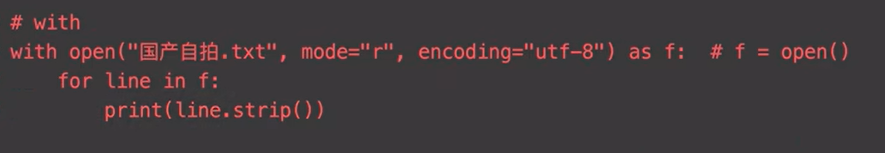 # with
with open("国产自拍.txt", mode="r", encoding="utf-8") as f:  # f = open()
    for line in f:
        print(line.strip())